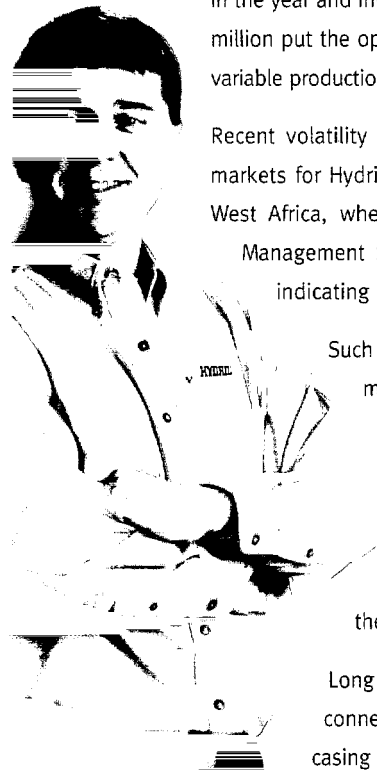 in the year and in
million put the op
variable productio
Recent volatility
markets for Hydri
West Africa, whe
Management
indicating
Such
m
HYDRIL
the
Long
conne
casing